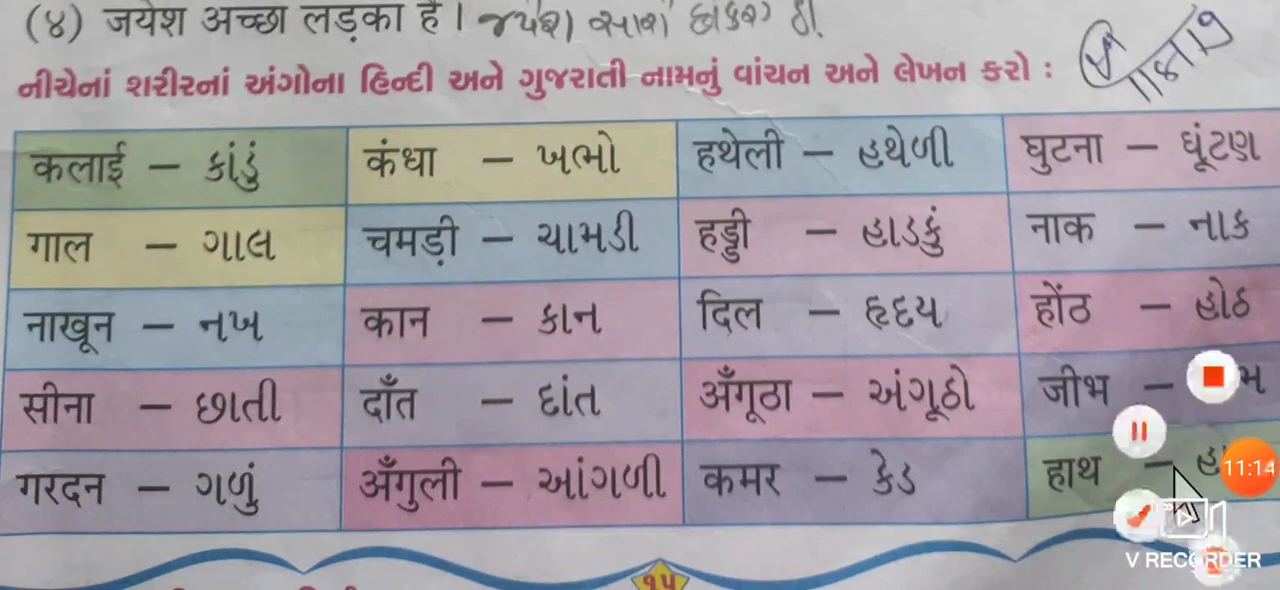 (४) जयेश अच्छा लड़का है। જયેશ સારો છોકરો છે.
નીચેનાં શરીરનાં અંગોના હિન્દી અને ગુજરાતી નામનું વાંચન અને લેખન કરો :
कलाई – કાંડું कंधा – ખભો हथेली – હથેળી घुटना – ઘૂંટણ
गाल – ગાલ चमड़ी – ચામડી हड्डी – હાડકું नाक – નાક
नाखून – નખ कान – કાન दिल – હૃદય होंठ – હોઠ
सीना – છાતી दाँत – દાંત अँगूठा – અંગૂઠો जीभ –
गरदन – ગળું अँगुली – આંગળી कमर – કેડ हाथ –
११:१४
૧૫
V RECORDER